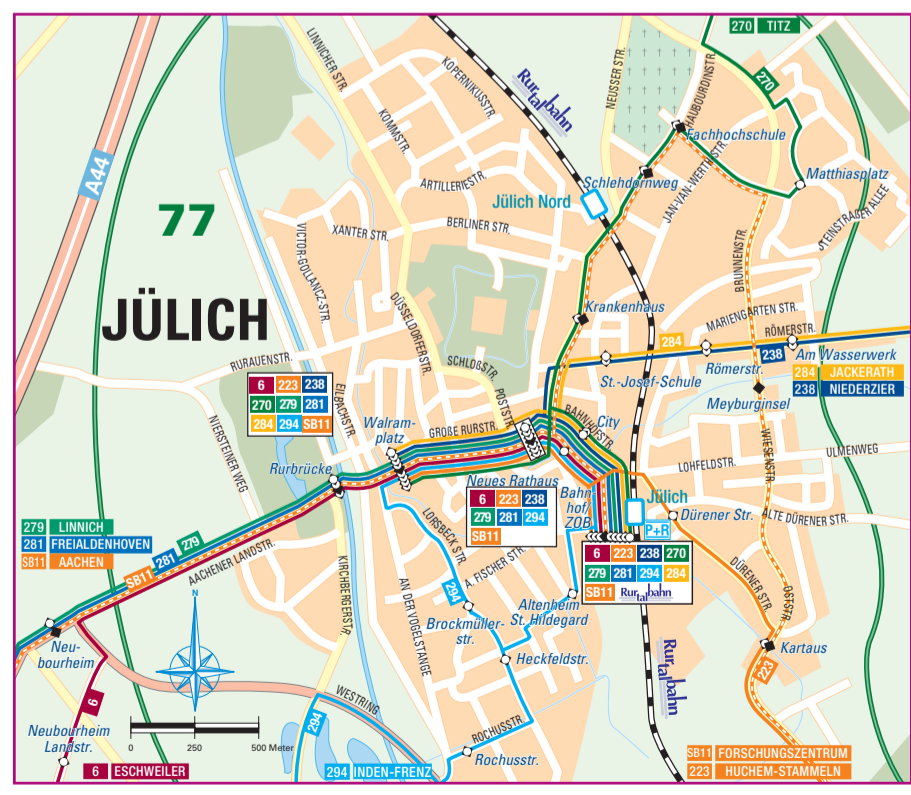 270 TITZ
LINNICHER STR.
KOPERNIKUSSTR.
Rurtalbahn
NEUSSER STR.
HAUBOURDINSTR.
270
A44
KOMMSTR.
Fachhochschule
ARTILLERIESTR.
Schlehdornweg
JAN-VAN-WERTH-STR.
Matthiasplatz
77
Jülich Nord
STEINSTRAßER ALLEE
XANTER STR.
BERLINER STR.
VICTOR-GOLLANCZ-STR.
BRUNNENSTR.
JÜLICH
DÜSSELDORFERSTR.
Krankenhaus
MARIENGARTEN STR.
RÖMERSTR.
284
238
Am Wasserwerk
RURAUENSTR.
SCHLOßSTR.
St.-Josef-Schule
Römerstr.
284 JACKERATH
238 NIEDERZIER
6 223 238
270 279 281
284 294 SB11
EILBACHSTR.
POSTSTR.
Meyburginsel
NIERSTEINER WEG
Walram-
platz
GROßE RURSTR.
BAHNHOFSTR.
City
WIESENSTR.
ULMENWEG
Rurbrücke
LOHFELDSTR.
Neues Rathaus
6 223 238
279 281 294
SB11
Bahn-
hof/
ZOB
Jülich
P+R
Dürener Str.
ALTE DÜRENER STR.
279 LINNICH
281 FREIALDENHOVEN
SB11 AACHEN
SB11 281 279
AACHENER LANDSTR.
LORSBECK STR.
A. FISCHER STR.
6 223 238 270
279 281 294 284
SB11 Rurtalbahn
DÜRENER STR.
OSTSTR.
KIRCHBERGERSTR.
AN DER VOGELSTANGE
294
Brockmüller-
str.
Altenheim
St. Hildegard
Kartaus
N
Neu-
bourheim
Heckfeldstr.
Rurtalbahn
223
6
WESTRING
294
Neubourheim
Landstr.
ROCHUSSTR.
Rochusstr.
0 250 500 Meter
SB11 FORSCHUNGSZENTRUM
223 HUCHEM-STAMMELN
6 ESCHWEILER
294 INDEN-FRENZ